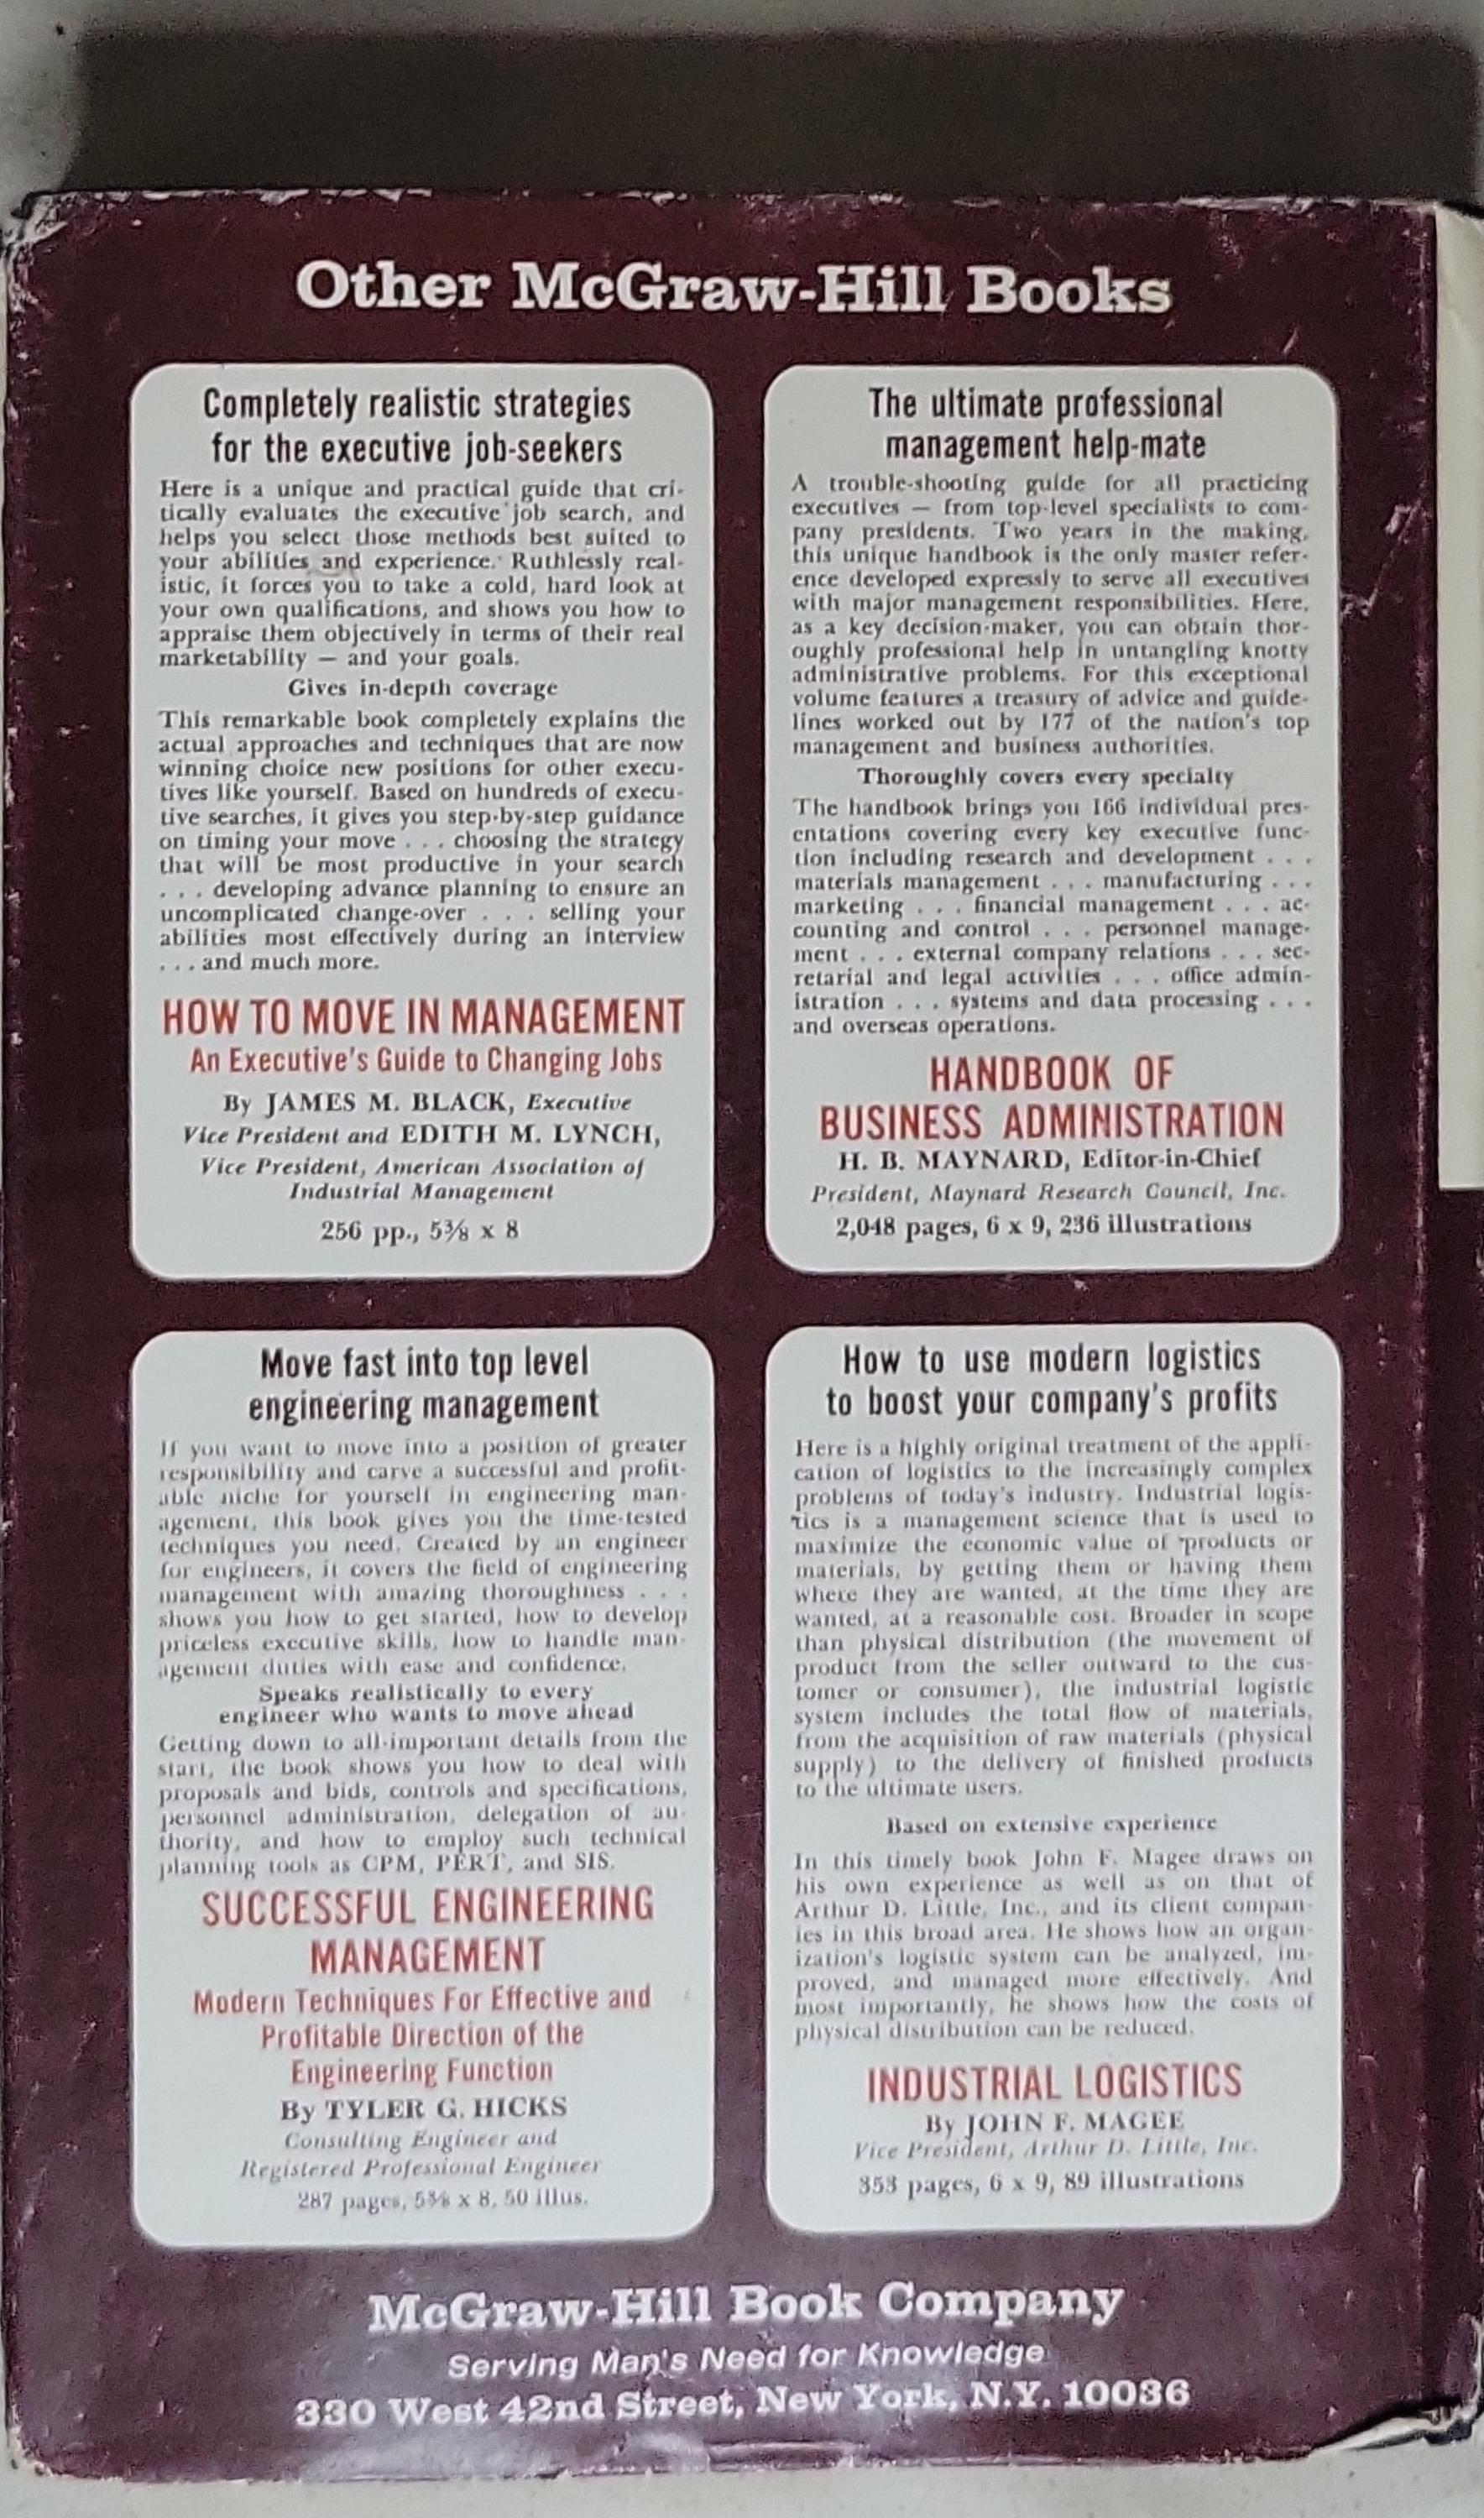 Other McGraw-Hill Books
Completely realistic strategies
for the executive job-seekers
Here is a unique and practical guide that cri-
tically evaluates the executive job search, and
helps you select those methods best suited to
your abilities and experience. Ruthlessly real-
istic, it forces you to take a cold, hard look at
your own qualifications, and shows you how to
appraise them objectively in terms of their real
marketability — and your goals.
Gives in-depth coverage
This remarkable book completely explains the
actual approaches and techniques that are now
winning choice new positions for other execu-
tives like yourself. Based on hundreds of execu-
tive searches, it gives you step-by-step guidance
on timing your move . . . choosing the strategy
that will be most productive in your search
. . . developing advance planning to ensure an
uncomplicated change-over . . . selling your
abilities most effectively during an interview
. . . and much more.
HOW TO MOVE IN MANAGEMENT
An Executive's Guide to Changing Jobs
By JAMES M. BLACK, Executive
Vice President and EDITH M. LYNCH,
Vice President, American Association of
Industrial Management
256 pp., 5⅜ x 8
The ultimate professional
management help-mate
A trouble-shooting guide for all practicing
executives — from top-level specialists to com-
pany presidents. Two years in the making,
this unique handbook is the only master refer-
ence developed expressly to serve all executives
with major management responsibilities. Here,
as a key decision-maker, you can obtain thor-
oughly professional help in untangling knotty
administrative problems. For this exceptional
volume features a treasury of advice and guide-
lines worked out by 177 of the nation's top
management and business authorities.
Thoroughly covers every specialty
The handbook brings you 166 individual pres-
entations covering every key executive func-
tion including research and development . . .
materials management . . . manufacturing . . .
marketing . . . financial management . . . ac-
counting and control . . . personnel manage-
ment . . . external company relations . . . sec-
retarial and legal activities . . . office admin-
istration . . . systems and data processing . . .
and overseas operations.
HANDBOOK OF
BUSINESS ADMINISTRATION
H. B. MAYNARD, Editor-in-Chief
President, Maynard Research Council, Inc.
2,048 pages, 6 x 9, 236 illustrations
Move fast into top level
engineering management
If you want to move into a position of greater
responsibility and carve a successful and profit-
able niche for yourself in engineering man-
agement, this book gives you the time-tested
techniques you need. Created by an engineer
for engineers, it covers the field of engineering
management with amazing thoroughness . . .
shows you how to get started, how to develop
priceless executive skills, how to handle man-
agement duties with ease and confidence.
Speaks realistically to every
engineer who wants to move ahead
Getting down to all-important details from the
start, the book shows you how to deal with
proposals and bids, controls and specifications,
personnel administration, delegation of au-
thority, and how to employ such technical
planning tools as CPM, PERT, and SIS.
SUCCESSFUL ENGINEERING
MANAGEMENT
Modern Techniques For Effective and
Profitable Direction of the
Engineering Function
By TYLER G. HICKS
Consulting Engineer and
Registered Professional Engineer
287 pages, 5⅜ x 8, 50 illus.
How to use modern logistics
to boost your company's profits
Here is a highly original treatment of the appli-
cation of logistics to the increasingly complex
problems of today's industry. Industrial logis-
tics is a management science that is used to
maximize the economic value of products or
materials, by getting them or having them
where they are wanted, at the time they are
wanted, at a reasonable cost. Broader in scope
than physical distribution (the movement of
product from the seller outward to the cus-
tomer or consumer), the industrial logistic
system includes the total flow of materials,
from the acquisition of raw materials (physical
supply) to the delivery of finished products
to the ultimate users.
Based on extensive experience
In this timely book John F. Magee draws on
his own experience as well as on that of
Arthur D. Little, Inc., and its client compan-
ies in this broad area. He shows how an organ-
ization's logistic system can be analyzed, im-
proved, and managed more effectively. And
most importantly, he shows how the costs of
physical distribution can be reduced.
INDUSTRIAL LOGISTICS
By JOHN F. MAGEE
Vice President, Arthur D. Little, Inc.
353 pages, 6 x 9, 89 illustrations
McGraw-Hill Book Company
Serving Man's Need for Knowledge
330 West 42nd Street, New York, N.Y. 10036